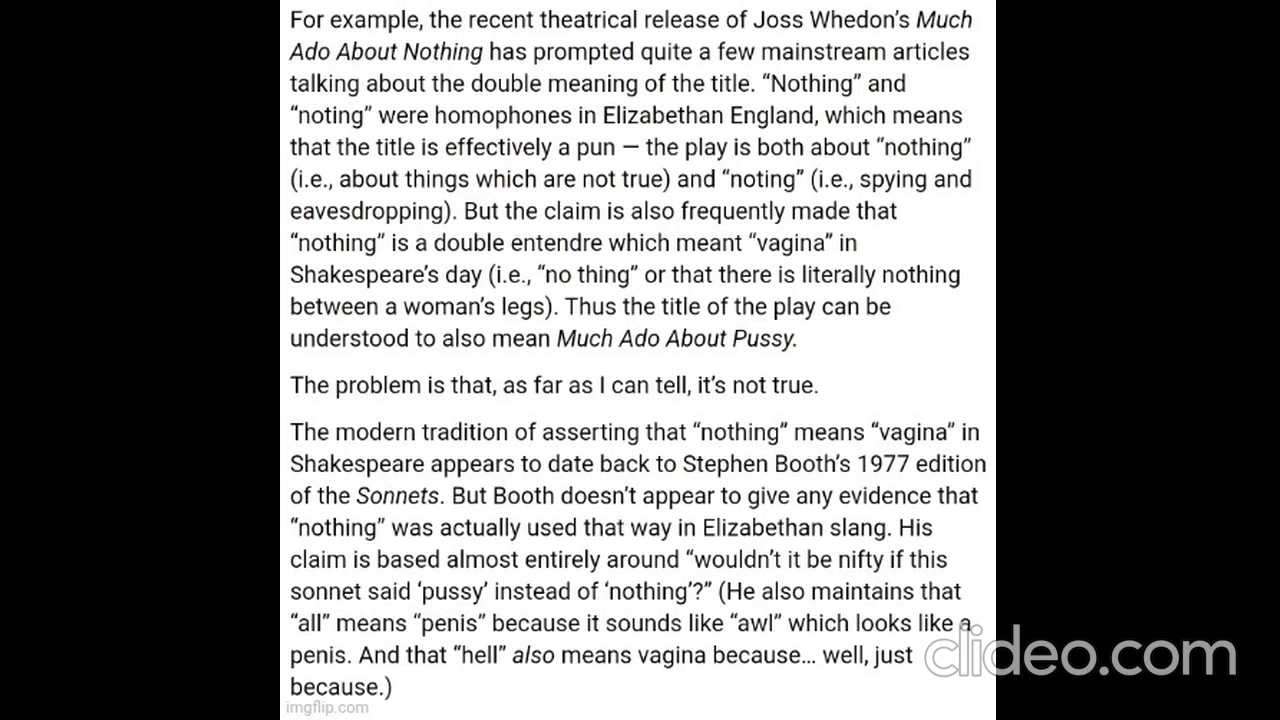 For example, the recent theatrical release of Joss Whedon’s Much
Ado About Nothing has prompted quite a few mainstream articles
talking about the double meaning of the title. “Nothing” and
“noting” were homophones in Elizabethan England, which means
that the title is effectively a pun — the play is both about “nothing”
(i.e., about things which are not true) and “noting” (i.e., spying and
eavesdropping). But the claim is also frequently made that
“nothing” is a double entendre which meant “vagina” in
Shakespeare’s day (i.e., “no thing” or that there is literally nothing
between a woman’s legs). Thus the title of the play can be
understood to also mean Much Ado About Pussy.
The problem is that, as far as I can tell, it’s not true.
The modern tradition of asserting that “nothing” means “vagina” in
Shakespeare appears to date back to Stephen Booth’s 1977 edition
of the Sonnets. But Booth doesn’t appear to give any evidence that
“nothing” was actually used that way in Elizabethan slang. His
claim is based almost entirely around “wouldn’t it be nifty if this
sonnet said ‘pussy’ instead of ‘nothing’?” (He also maintains that
“all” means “penis” because it sounds like “awl” which looks like a
penis. And that “hell” also means vagina because… well, just
because.)
clideo.com
imgflip.com